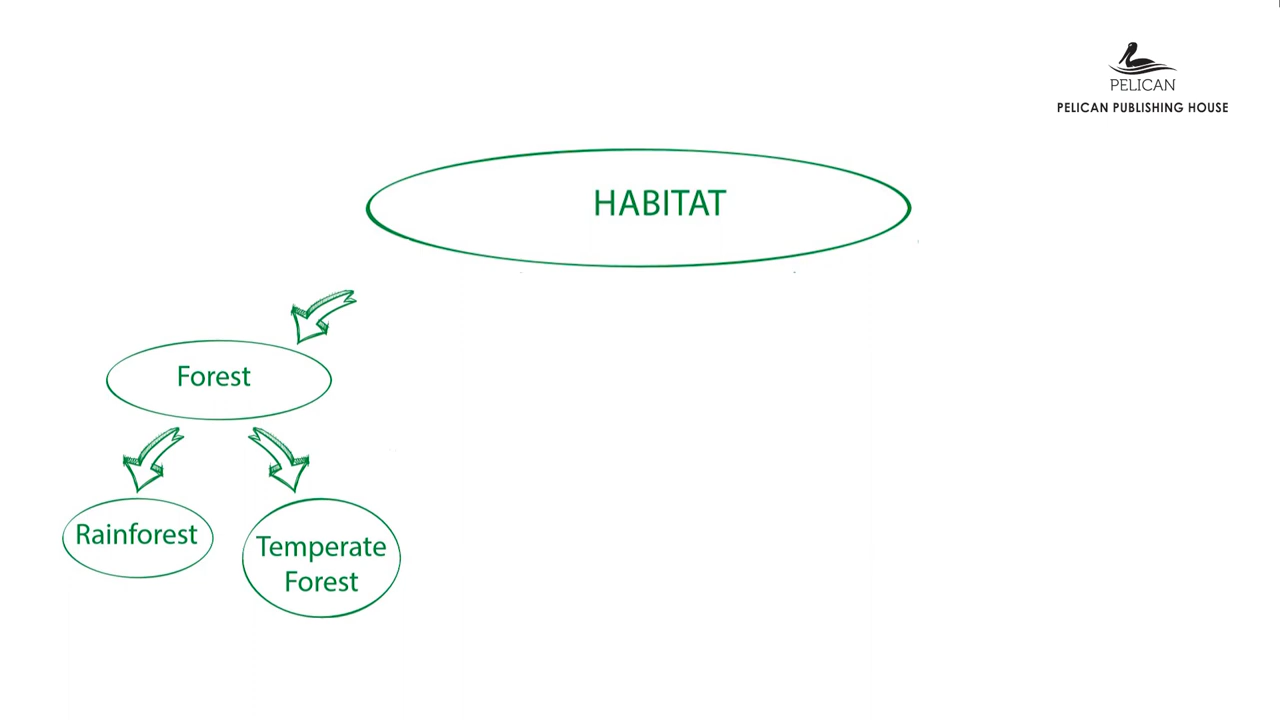 PELICAN
PELICAN PUBLISHING HOUSE
HABITAT
Forest
Rainforest
Temperate
Forest